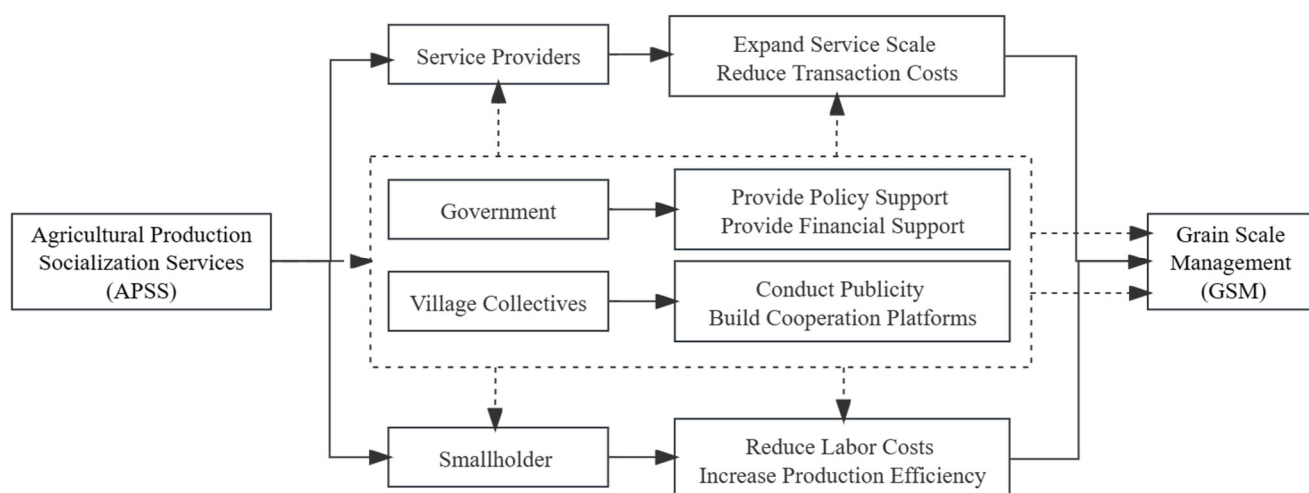 Service Providers
Expand Service Scale
Reduce Transaction Costs
Agricultural Production
Socialization Services
(APSS)
Government
Provide Policy Support
Provide Financial Support
Village Collectives
Conduct Publicity
Build Cooperation Platforms
Grain Scale
Management
(GSM)
Smallholder
Reduce Labor Costs
Increase Production Efficiency